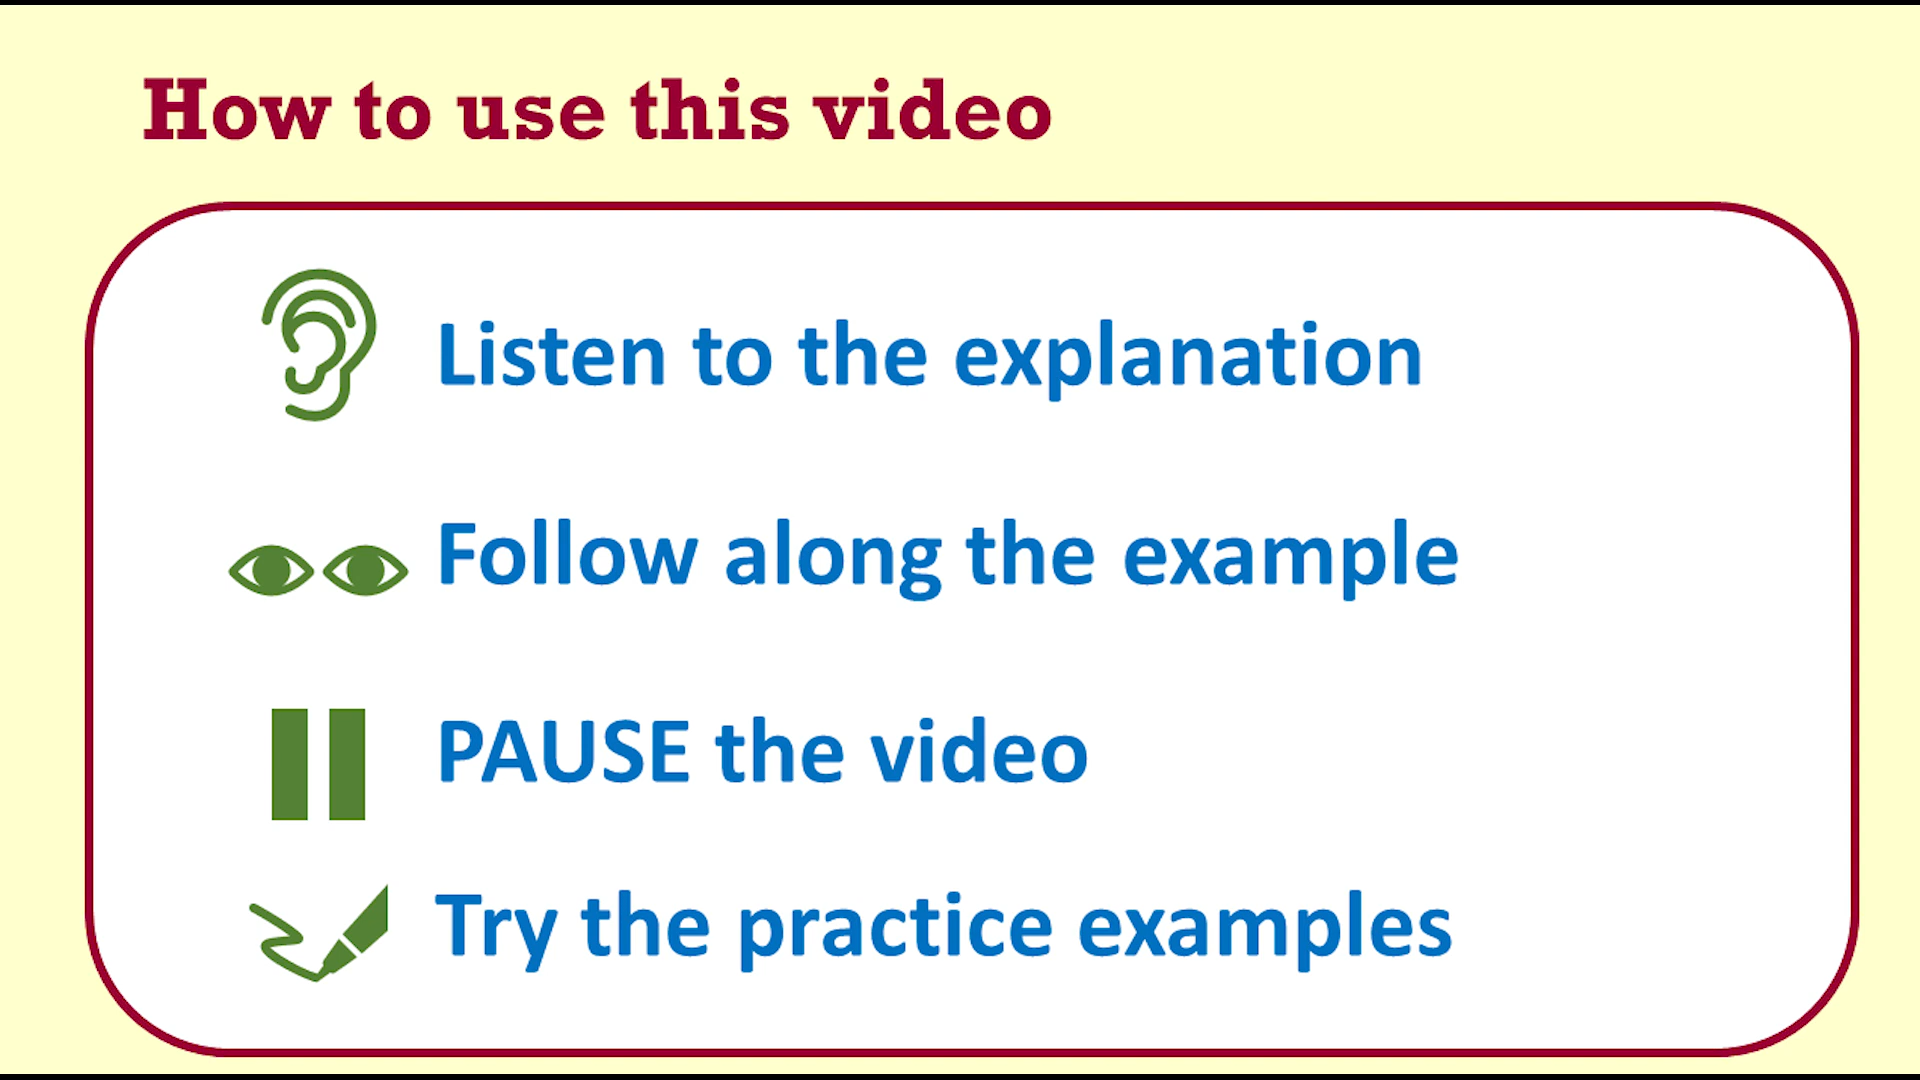 How to use this video
Listen to the explanation
Follow along the example
PAUSE the video
Try the practice examples